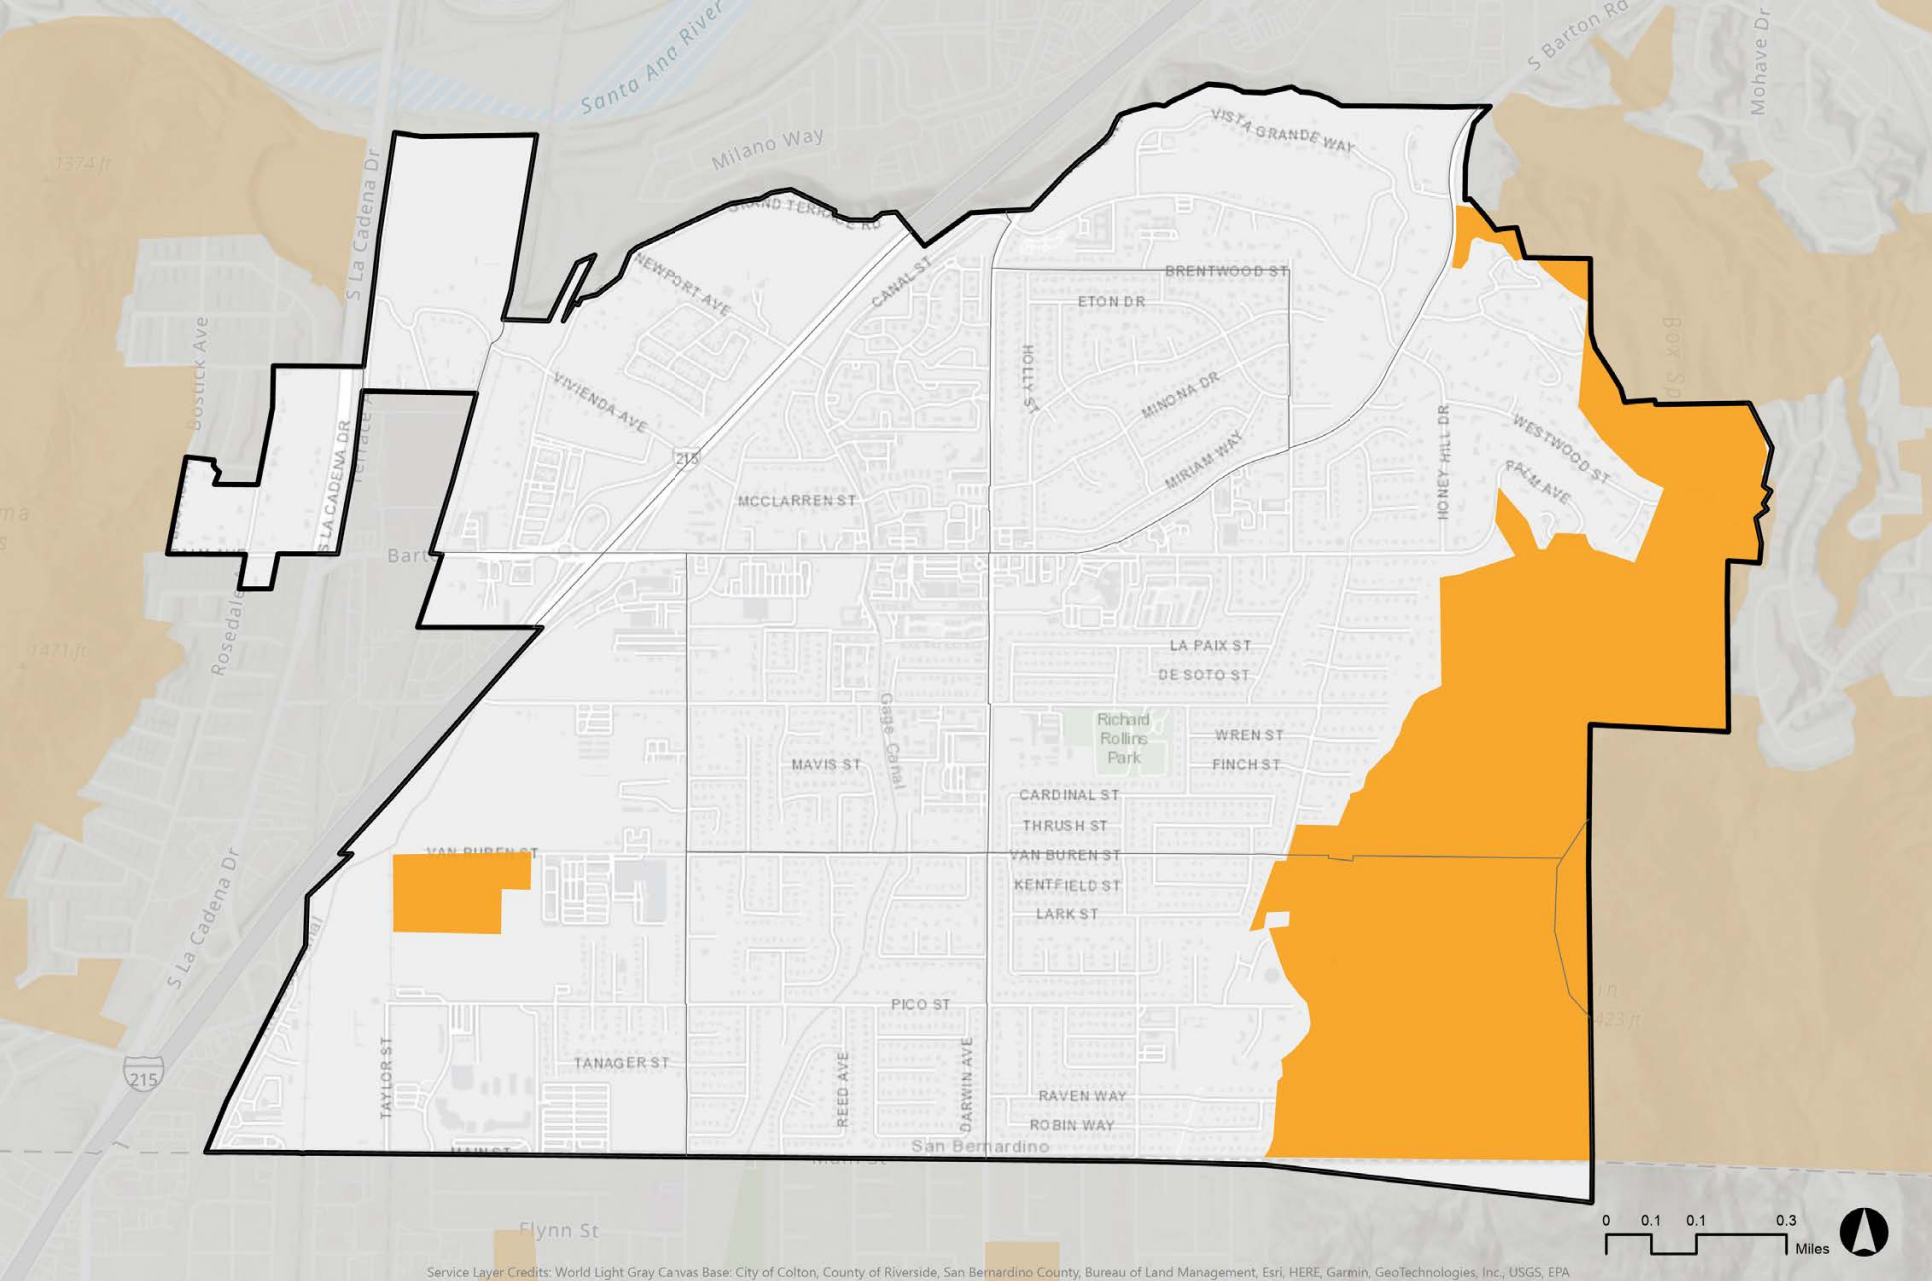 S Barton Rd
Mohave Dr
Santa Ana River
Milano Way
VISTA GRANDE WAY
1374 ft
S La Cadena Dr
GRAND TERRACE RD
NEWPORT AVE
CANAL ST
BRENTWOOD ST
ETON DR
Bostick Ave
HOLLY ST
VIVIENDA AVE
MINONA DR
HONEY HILL DR
WESTWOOD ST
S LA CADENA DR
215
MIRIAM WAY
PALM AVE
MCCLARREN ST
LA PAIX ST
1471 ft
DE SOTO ST
Gage Canal
Richard
Rollins
Park
WREN ST
MAVIS ST
FINCH ST
CARDINAL ST
THRUSH ST
VAN BUREN ST
VAN BUREN ST
KENTFIELD ST
LARK ST
S La Cadena Dr
PICO ST
TANAGER ST
TAYLOR ST
REED AVE
DARWIN AVE
215
RAVEN WAY
ROBIN WAY
San Bernardino
MAIN ST
Main St
Flynn St
0 0.1 0.1 0.3
Miles
Service Layer Credits: World Light Gray Canvas Base: City of Colton, County of Riverside, San Bernardino County, Bureau of Land Management, Esri, HERE, Garmin, GeoTechnologies, Inc., USGS, EPA